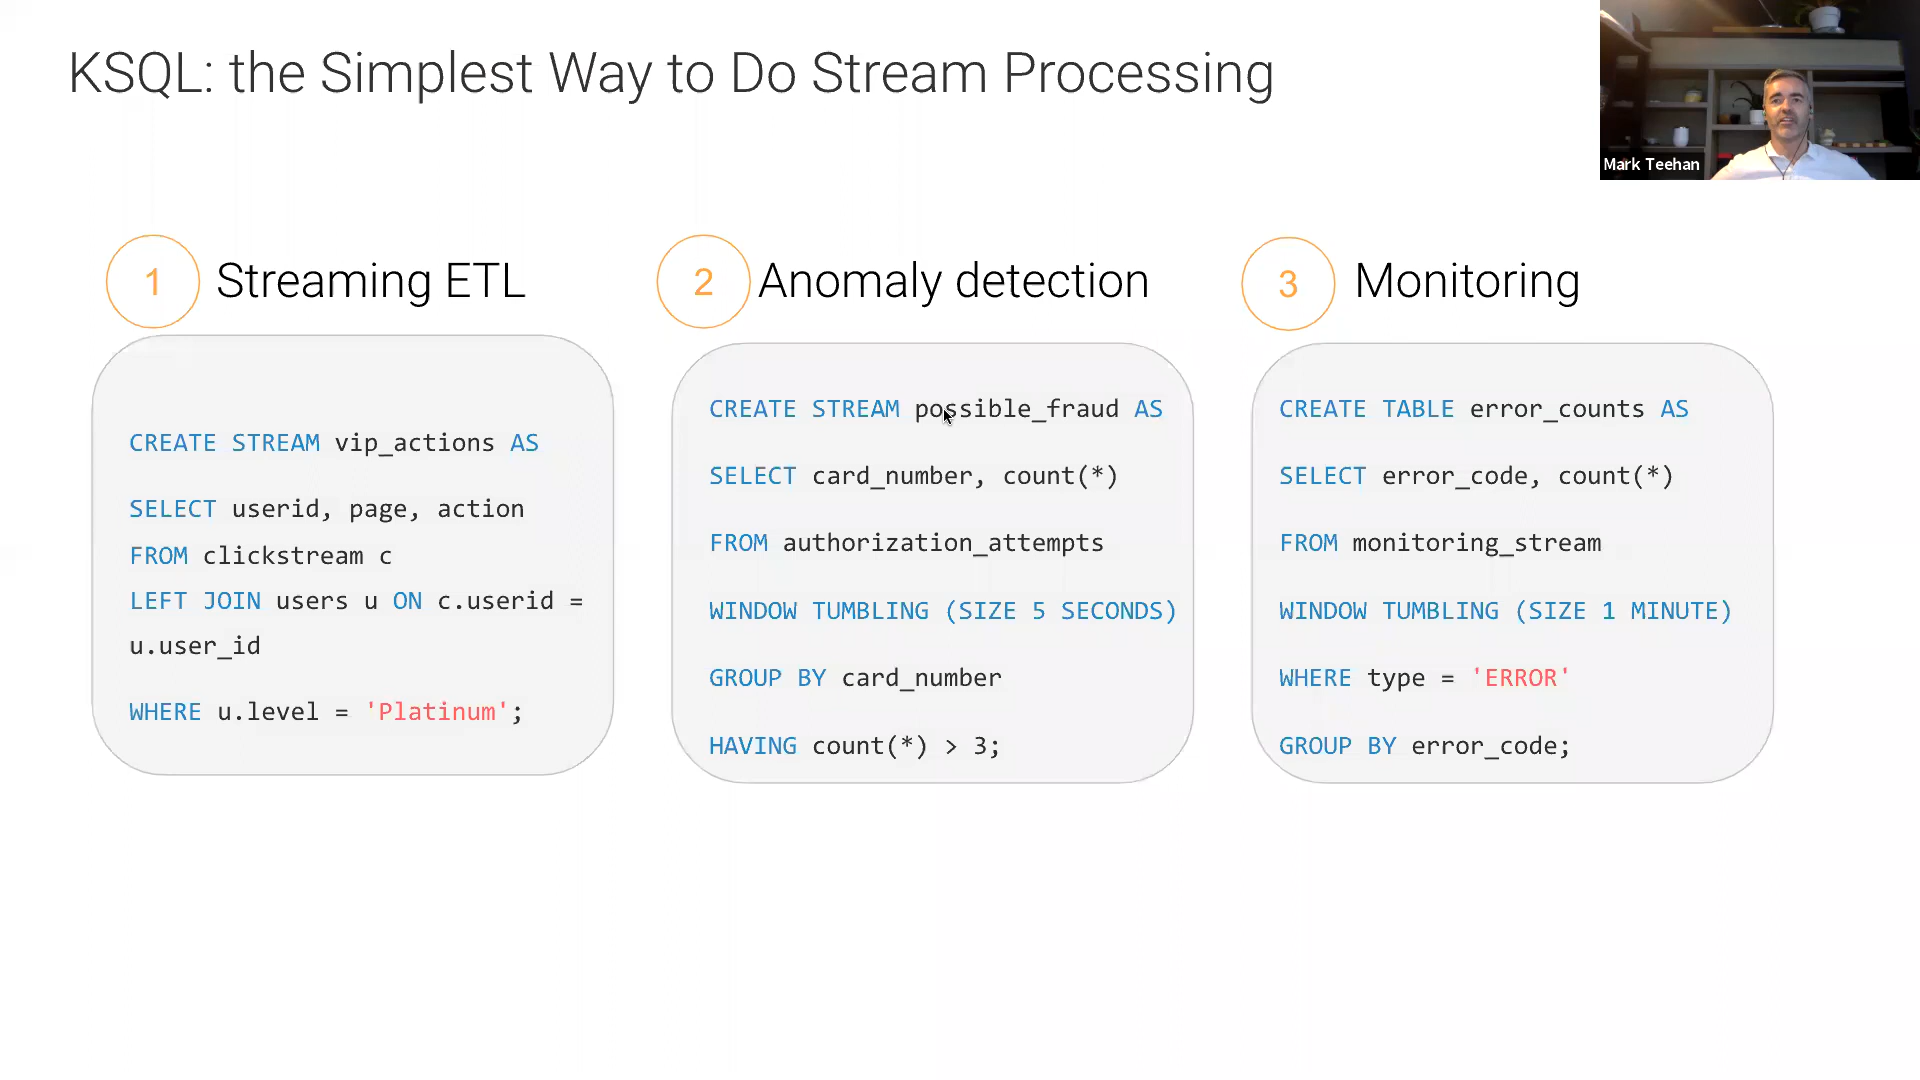 KSQL: the Simplest Way to Do Stream Processing
Mark Teehan
1 Streaming ETL
CREATE STREAM vip_actions AS
SELECT userid, page, action
FROM clickstream c
LEFT JOIN users u ON c.userid =
u.user_id
WHERE u.level = 'Platinum';
2 Anomaly detection
CREATE STREAM possible_fraud AS
SELECT card_number, count(*)
FROM authorization_attempts
WINDOW TUMBLING (SIZE 5 SECONDS)
GROUP BY card_number
HAVING count(*) > 3;
3 Monitoring
CREATE TABLE error_counts AS
SELECT error_code, count(*)
FROM monitoring_stream
WINDOW TUMBLING (SIZE 1 MINUTE)
WHERE type = 'ERROR'
GROUP BY error_code;